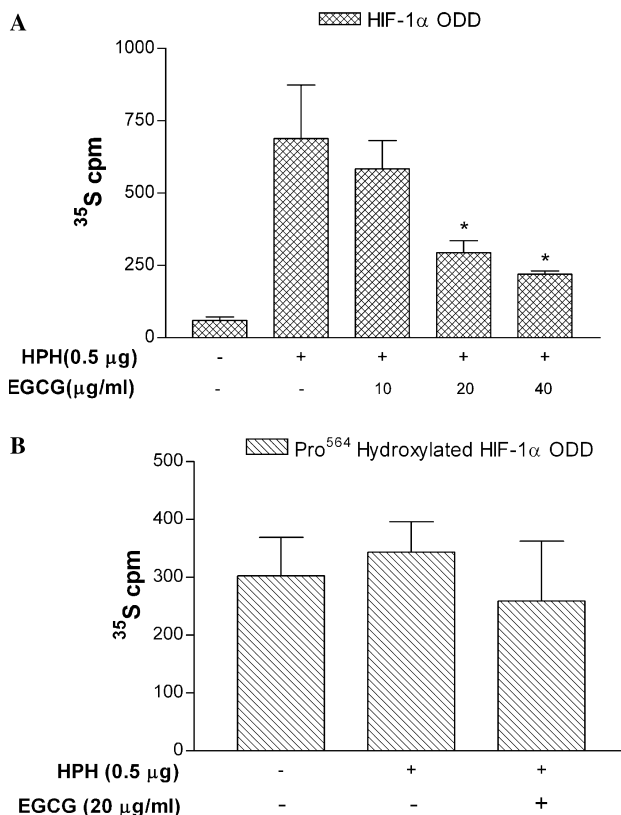 A
HIF-1α ODD
1000
750
500
250
0
³⁵S cpm
*
*
HPH(0.5 μg) - + + + +
EGCG(μg/ml) - - 10 20 40
B
Pro⁵⁶⁴ Hydroxylated HIF-1α ODD
500
400
300
200
100
0
³⁵S cpm
HPH (0.5 μg) - + +
EGCG (20 μg/ml) - - +